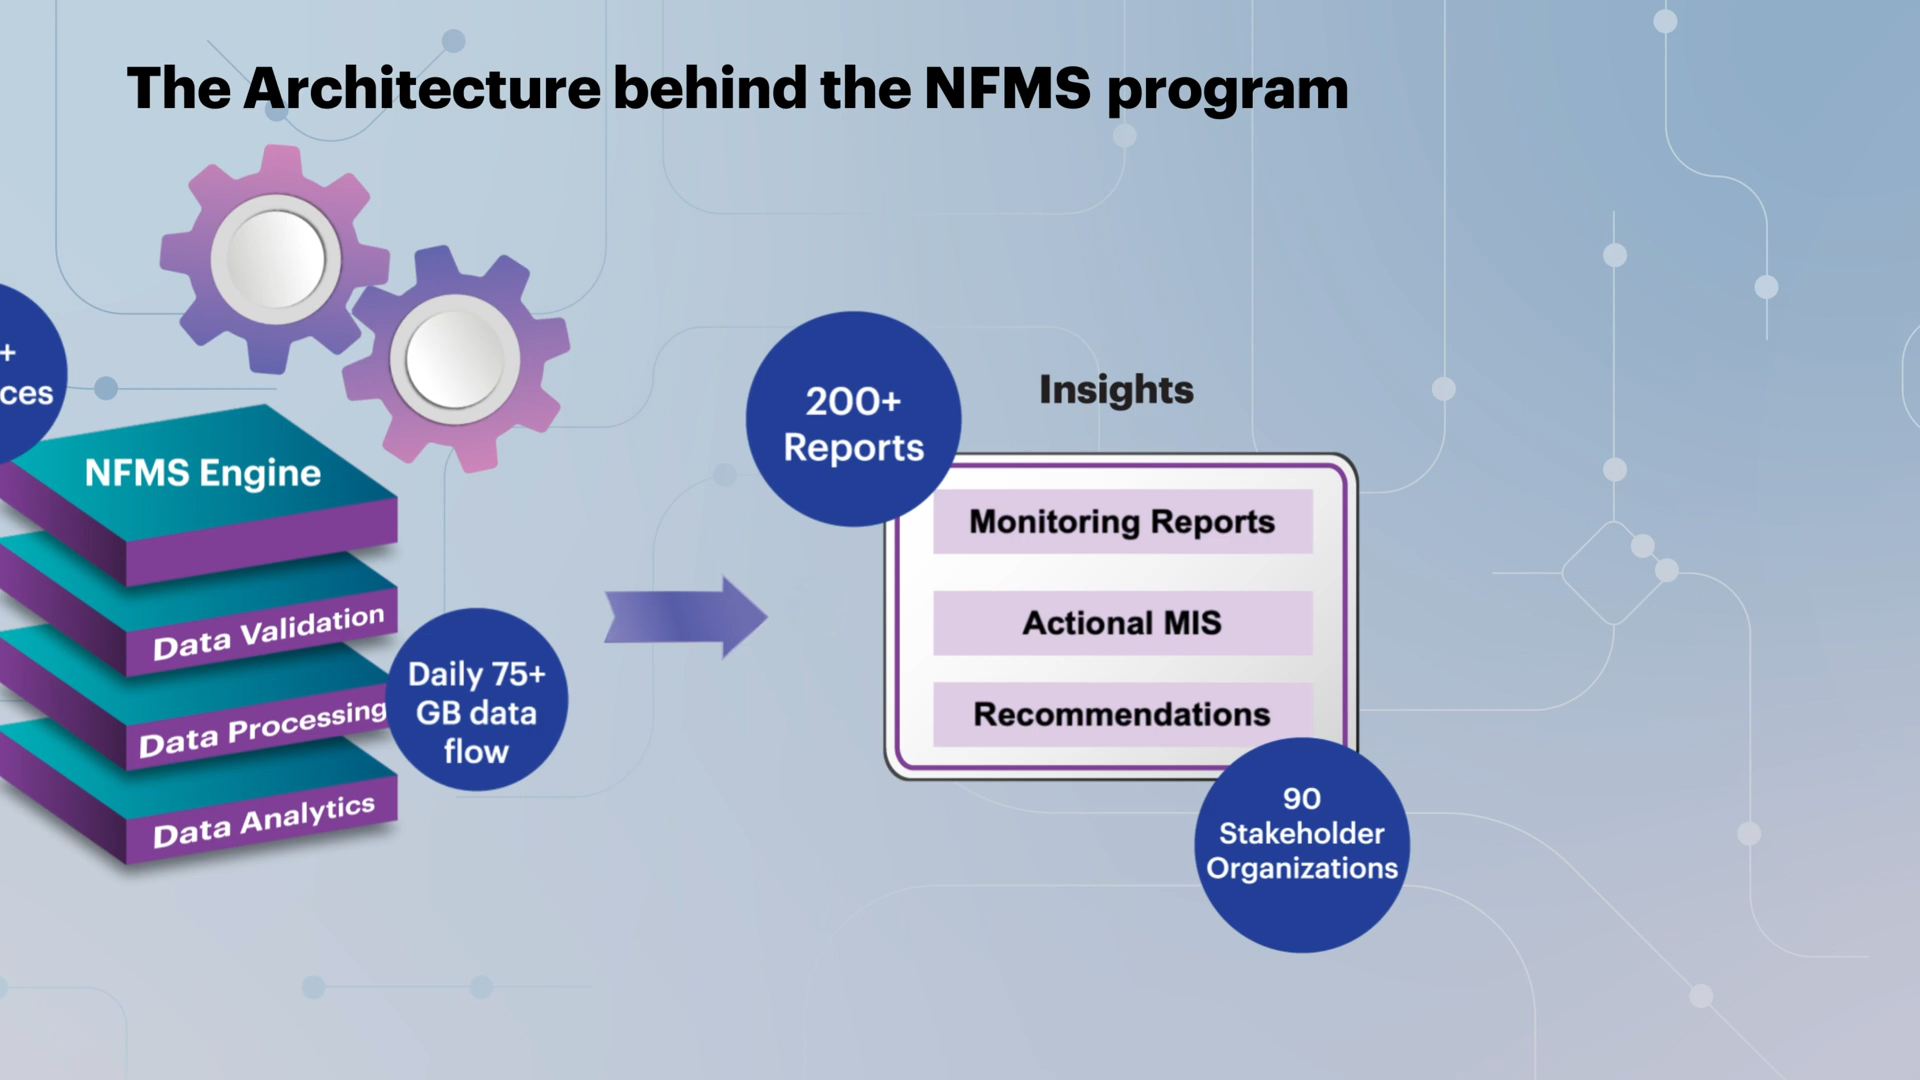 The Architecture behind the NFMS program
+
ces
NFMS Engine
Data Validation
Data Processing
Data Analytics
Daily 75+
GB data
flow
200+
Reports
Insights
Monitoring Reports
Actional MIS
Recommendations
90
Stakeholder
Organizations